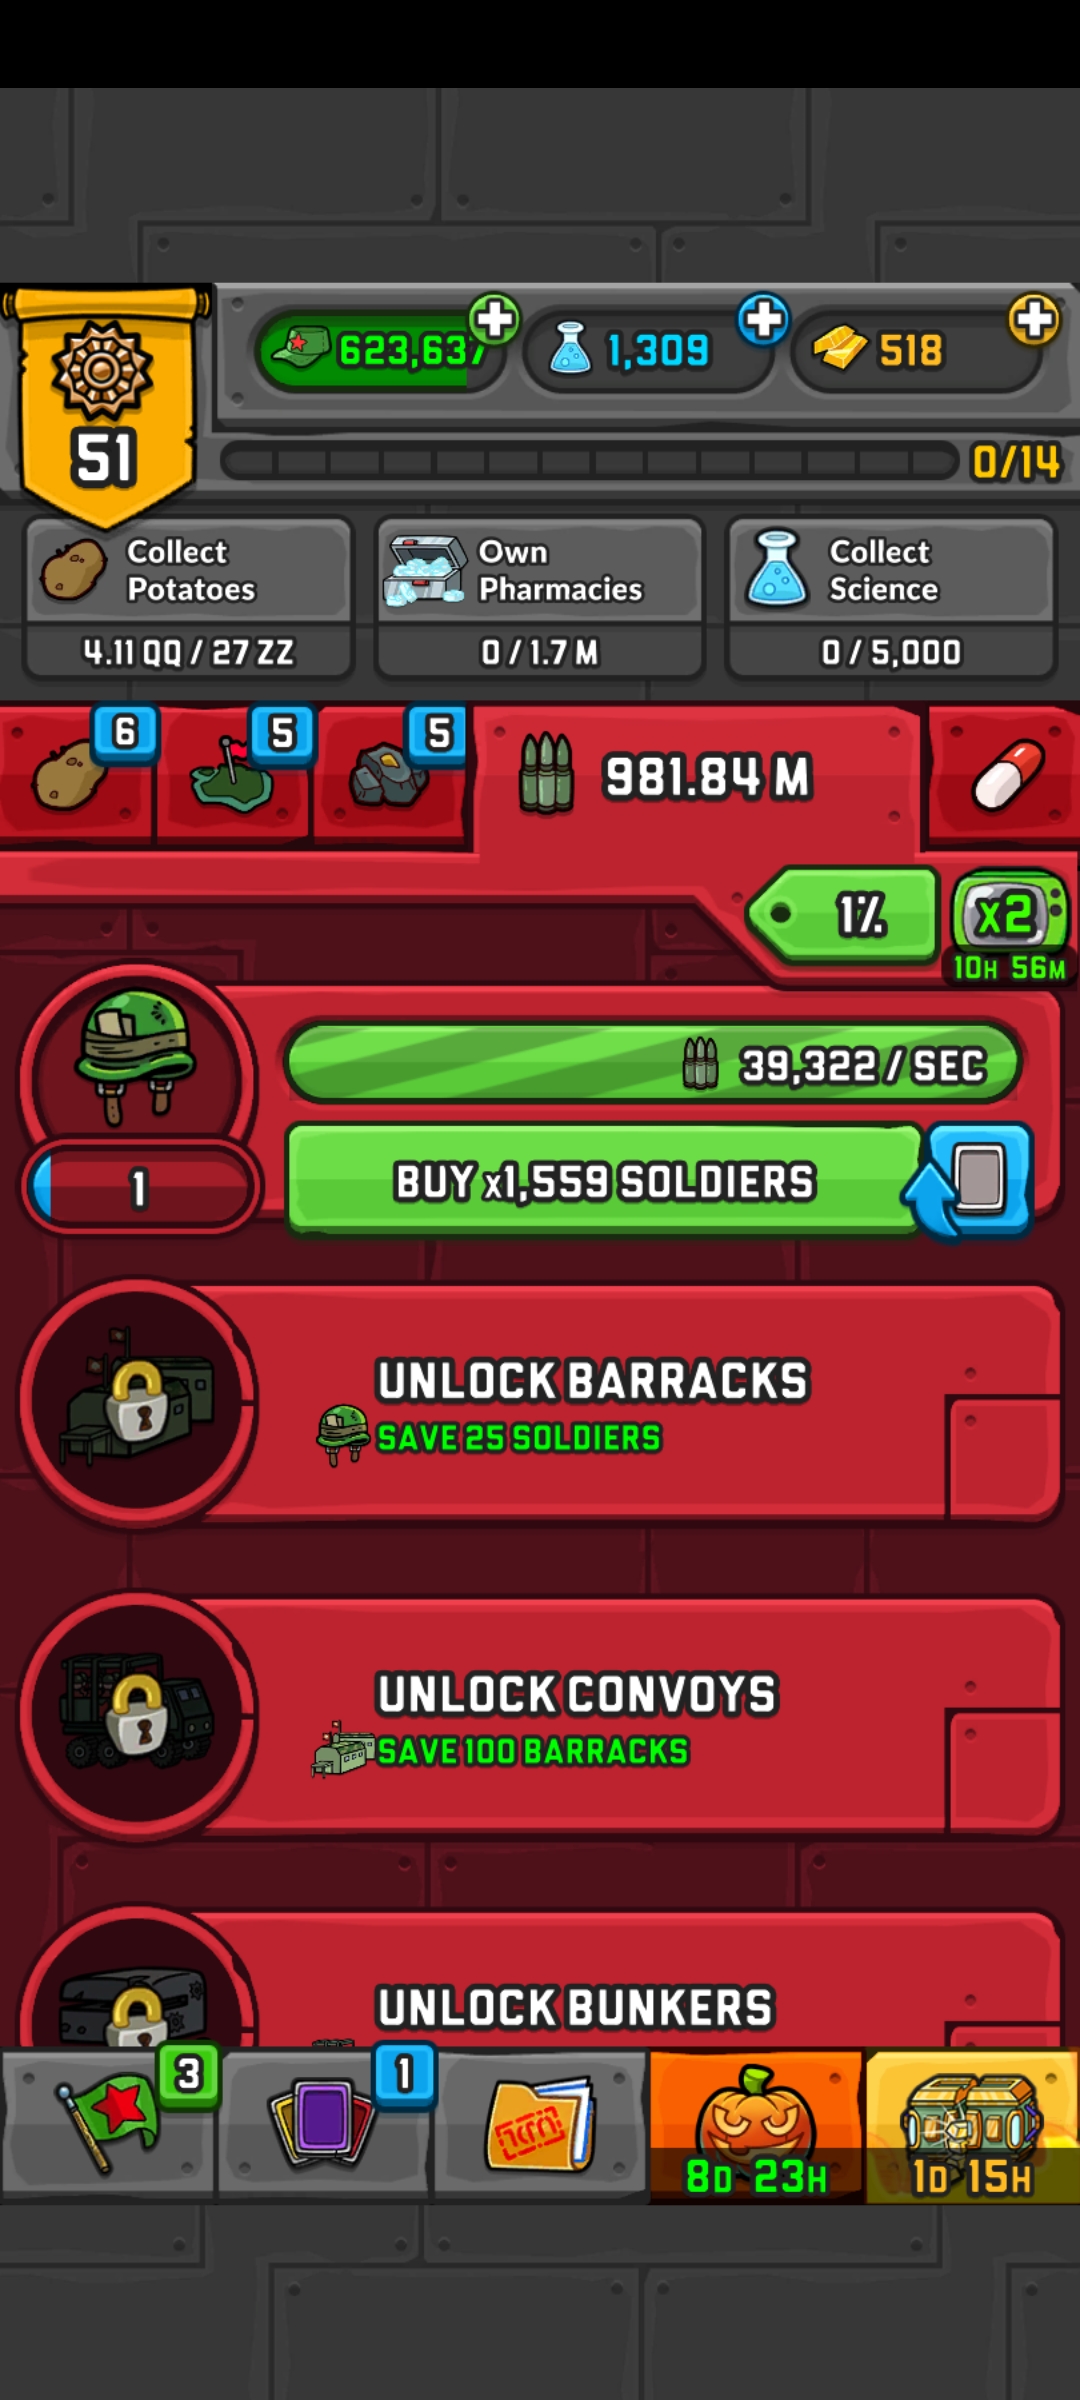 623,637
1,309
518
51
0/14
Collect
Potatoes
4.11 QQ / 27 ZZ
Own
Pharmacies
0 / 1.7 M
Collect
Science
0 / 5,000
6
5
5
981.84 M
1%
x2
10H 56M
39,322 / SEC
1
BUY x1,559 SOLDIERS
UNLOCK BARRACKS
SAVE 25 SOLDIERS
UNLOCK CONVOYS
SAVE 100 BARRACKS
UNLOCK BUNKERS
3
1
8D 23H
1D 15H